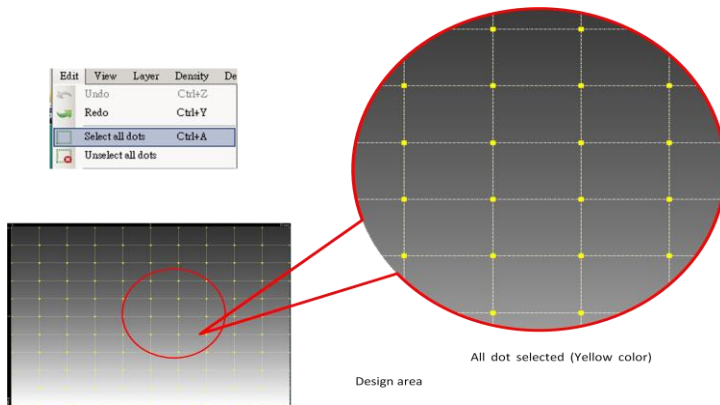 Edit View Layer Density De
Undo Ctrl+Z
Redo Ctrl+Y
Select all dots Ctrl+A
Unselect all dots
All dot selected (Yellow color)
Design area